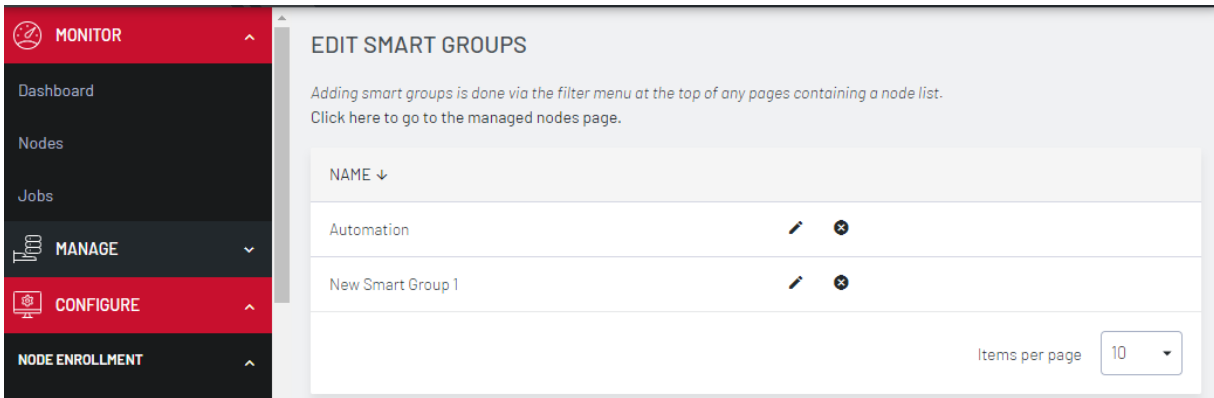 MONITOR
Dashboard
Nodes
Jobs
MANAGE
CONFIGURE
NODE ENROLLMENT
EDIT SMART GROUPS
Adding smart groups is done via the filter menu at the top of any pages containing a node list.
Click here to go to the managed nodes page.
NAME
Automation
New Smart Group 1
Items per page 10